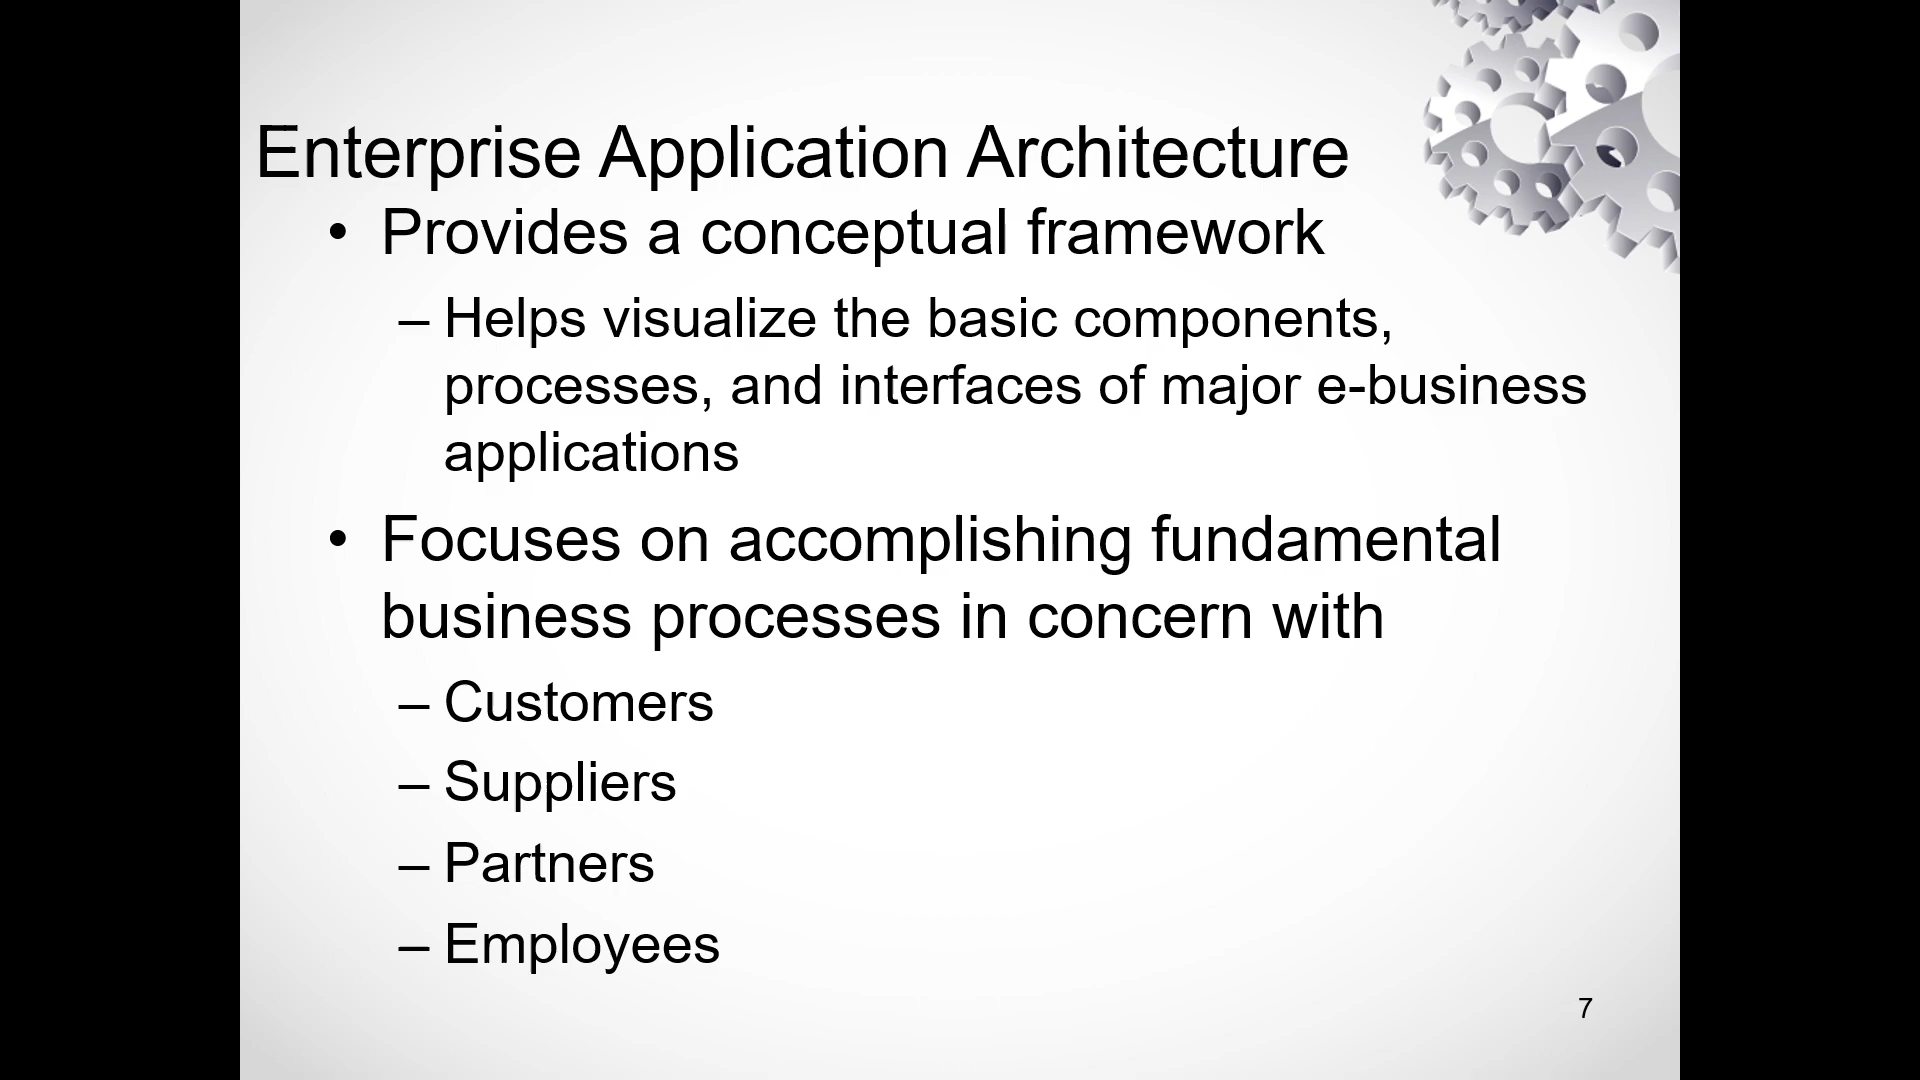 Enterprise Application Architecture
• Provides a conceptual framework
– Helps visualize the basic components,
processes, and interfaces of major e-business
applications
• Focuses on accomplishing fundamental
business processes in concern with
– Customers
– Suppliers
– Partners
– Employees
7